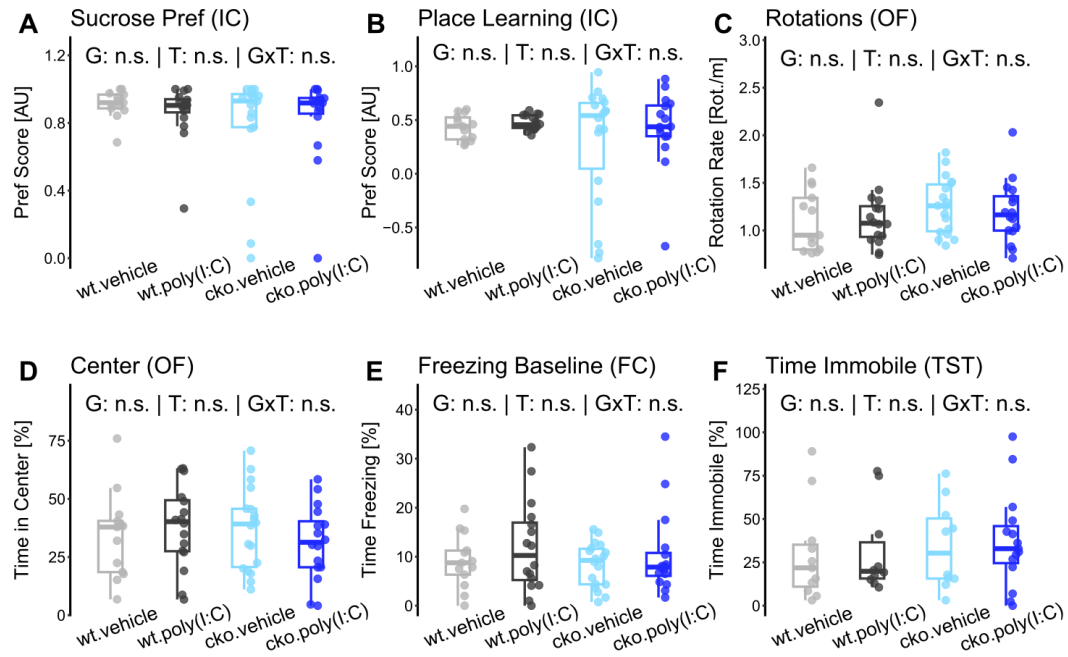 A Sucrose Pref (IC)
G: n.s. | T: n.s. | GxT: n.s.
Pref Score [AU]
1.2
0.8
0.4
0.0
wt.vehicle wt.poly(I:C) cko.vehicle cko.poly(I:C)
B Place Learning (IC)
G: n.s. | T: n.s. | GxT: n.s.
Pref Score [AU]
1.0
0.5
0.0
−0.5
wt.vehicle wt.poly(I:C) cko.vehicle cko.poly(I:C)
C Rotations (OF)
G: n.s. | T: n.s. | GxT: n.s.
Rotation Rate [Rot./m]
3.0
2.0
1.5
1.0
wt.vehicle wt.poly(I:C) cko.vehicle cko.poly(I:C)
D Center (OF)
G: n.s. | T: n.s. | GxT: n.s.
Time in Center [%]
75
50
25
0
wt.vehicle wt.poly(I:C) cko.vehicle cko.poly(I:C)
E Freezing Baseline (FC)
G: n.s. | T: n.s. | GxT: n.s.
Time Freezing [%]
40
30
20
10
0
wt.vehicle wt.poly(I:C) cko.vehicle cko.poly(I:C)
F Time Immobile (TST)
G: n.s. | T: n.s. | GxT: n.s.
Time Immobile [%]
125
100
75
50
25
0
wt.vehicle wt.poly(I:C) cko.vehicle cko.poly(I:C)